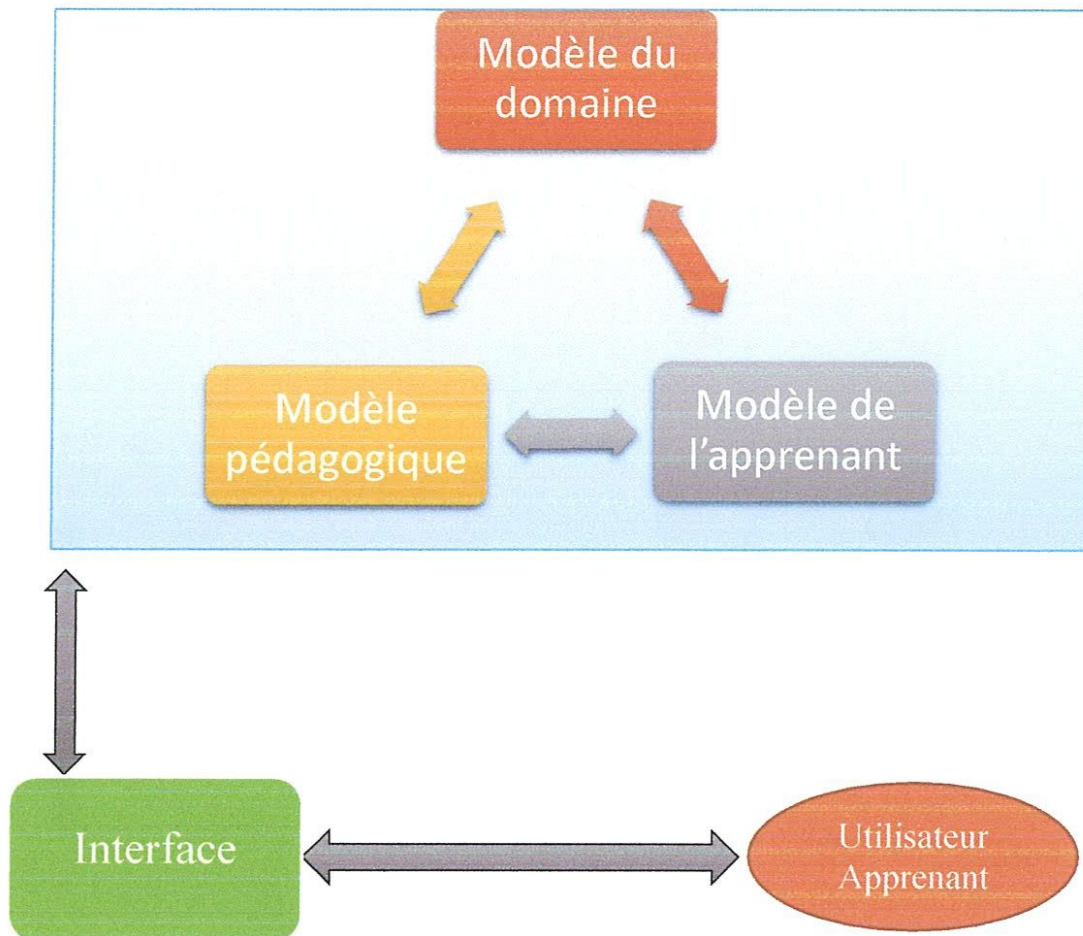 Modèle du
domaine
Modèle
pédagogique
Modèle de
l'apprenant
Interface
Utilisateur
Apprenant